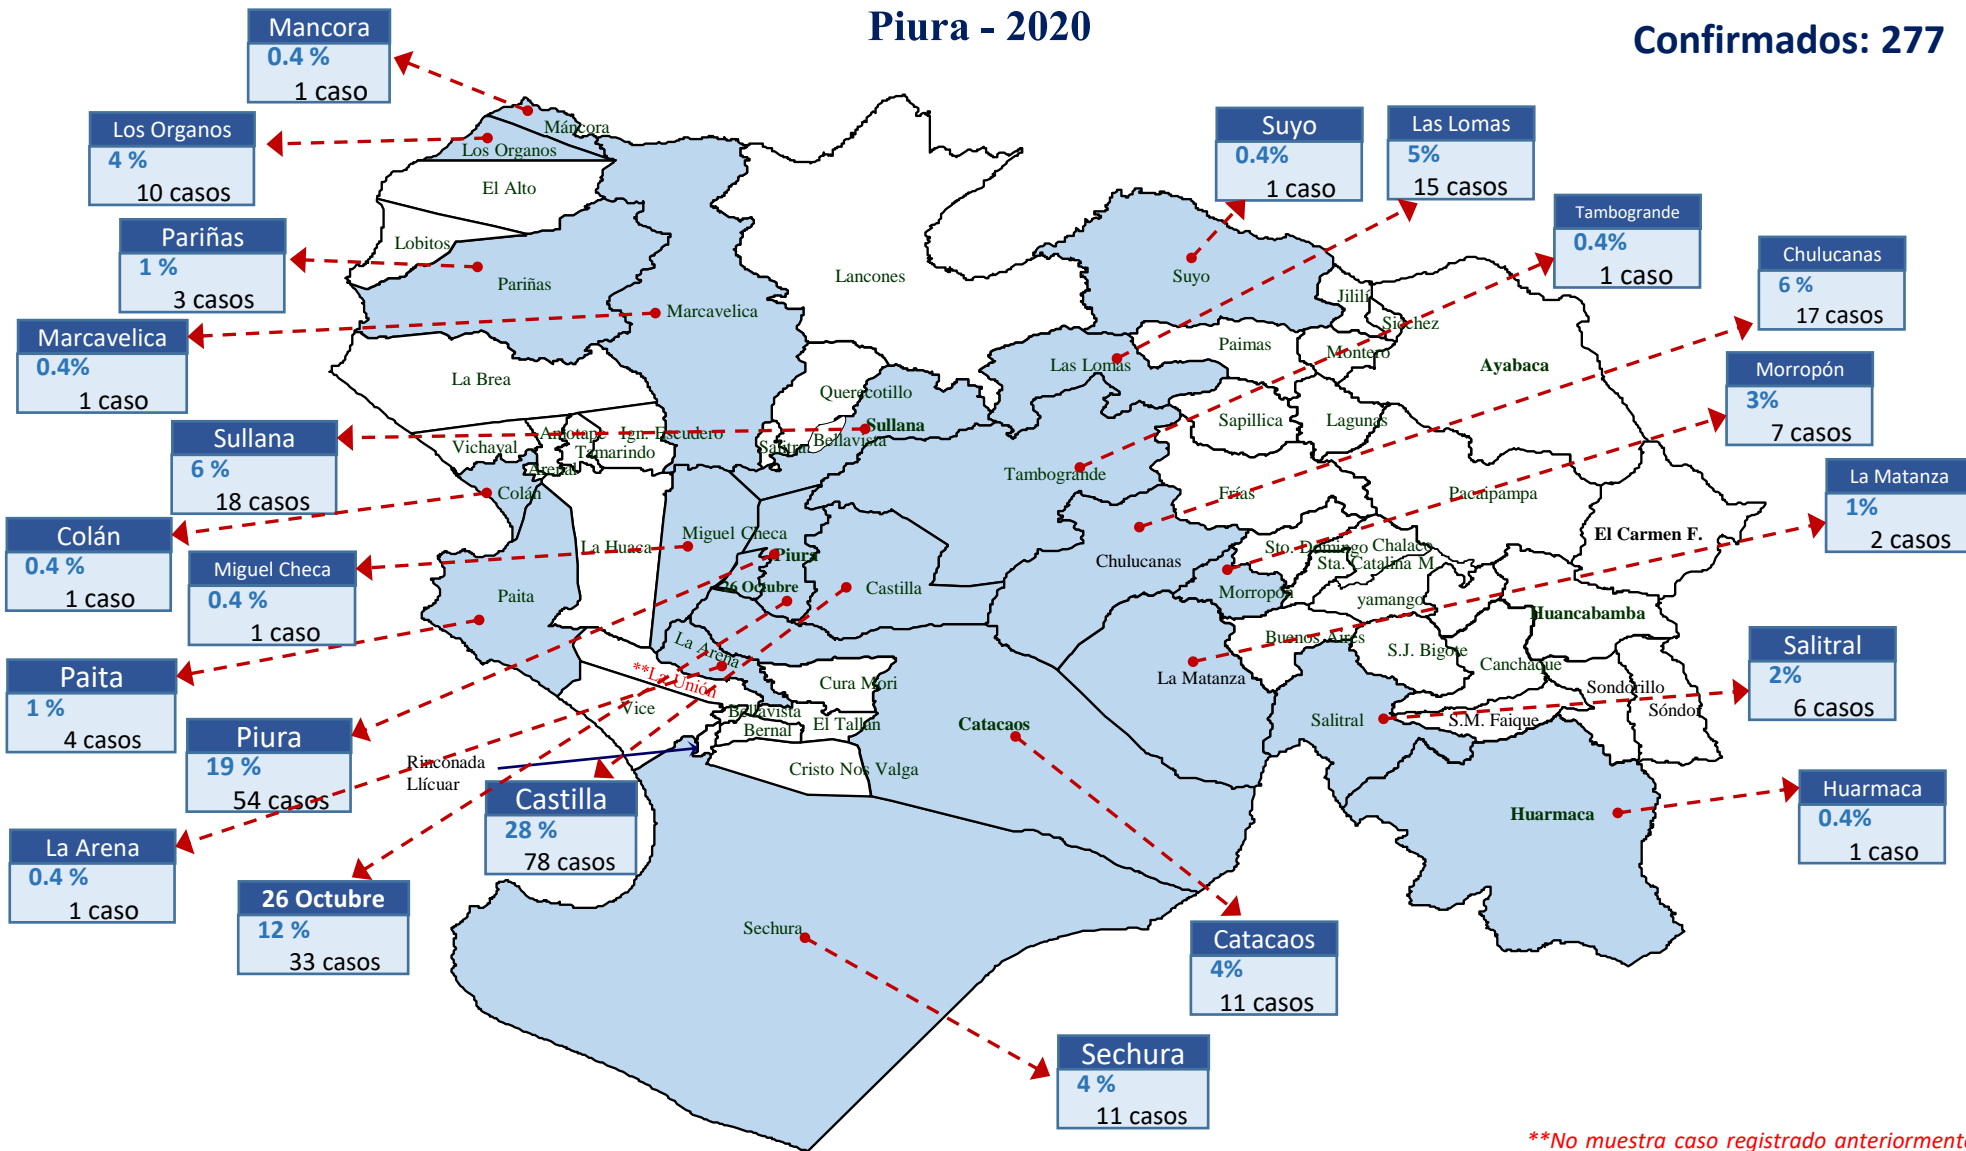 Piura - 2020
Confirmados: 277
Mancora
0.4 %
1 caso
Los Organos
4 %
10 casos
Pariñas
1 %
3 casos
Marcavelica
0.4%
1 caso
Sullana
6 %
18 casos
Colán
0.4 %
1 caso
Miguel Checa
0.4 %
1 caso
Paita
1 %
4 casos
Piura
19 %
54 casos
La Arena
0.4 %
1 caso
26 Octubre
12 %
33 casos
Castilla
28 %
78 casos
Suyo
0.4%
1 caso
Las Lomas
5%
15 casos
Tambogrande
0.4%
1 caso
Chulucanas
6 %
17 casos
Morropón
3%
7 casos
La Matanza
1%
2 casos
Salitral
2%
6 casos
Huarmaca
0.4%
1 caso
Catacaos
4%
11 casos
Sechura
4 %
11 casos
Máncora
Los Organos
El Alto
Lobitos
Pariñas
Marcavelica
Lancones
La Brea
Querecotillo
Sullana
Bellavista
Salitral
Vichayal
Amotape
Ign. Escudero
Tamarindo
Arenal
Colán
La Huaca
Miguel Checa
Paita
Piura
26 Octubre
Castilla
La Arena
**La Unión
Vice
Cura Mori
Bellavista
Bernal
El Tallan
Rinconada
Llícuar
Cristo Nos Valga
Catacaos
Sechura
Suyo
Jililí
Sicchez
Paimas
Montero
Ayabaca
Las Lomas
Sapillica
Lagunas
Tambogrande
Frías
Pacaipampa
El Carmen F.
Chulucanas
Sto. Domingo
Chalaco
Sta. Catalina M.
Morropón
yamango
Huancabamba
Buenos Aires
S.J. Bigote
Canchaque
La Matanza
Sondorillo
Sóndor
Salitral
S.M. Faique
Huarmaca
**No muestra caso registrado anteriormente